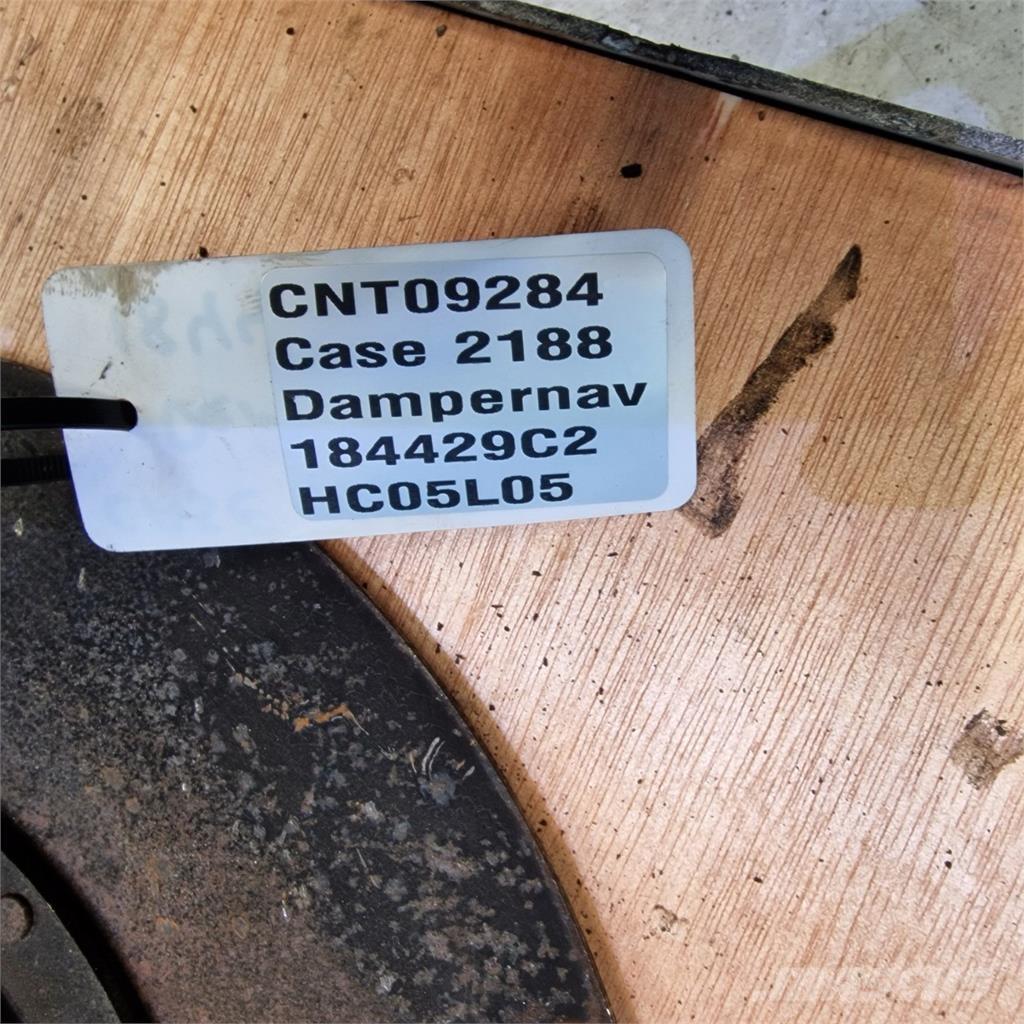 CNT09284
Case 2188
Dampernav
184429C2
HC05L05